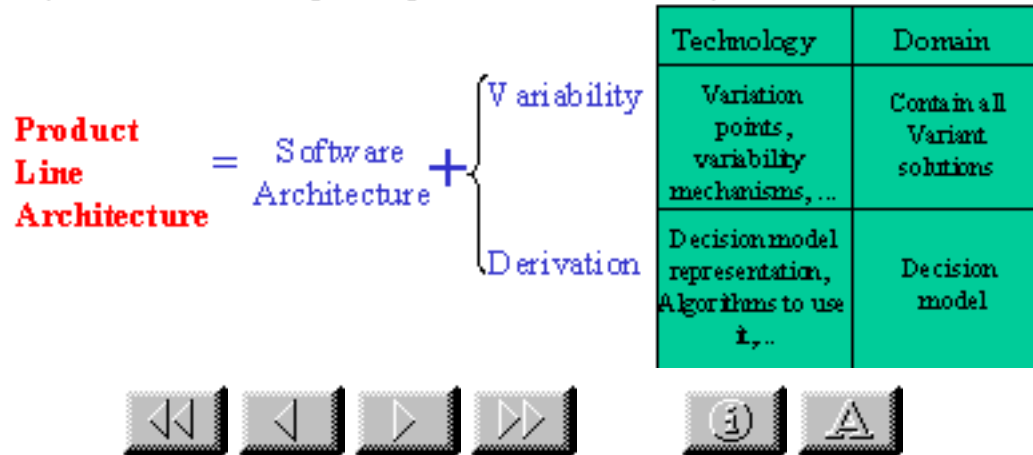 Product
Line
Architecture
=
Software
Architecture
+
Variability
Derivation
Technology
Domain
Variation
points,
variability
mechanisms, ...
Contain all
Variant
solutions
Decision model
representation,
Algorithms to use
it,..
Decision
model
i
A